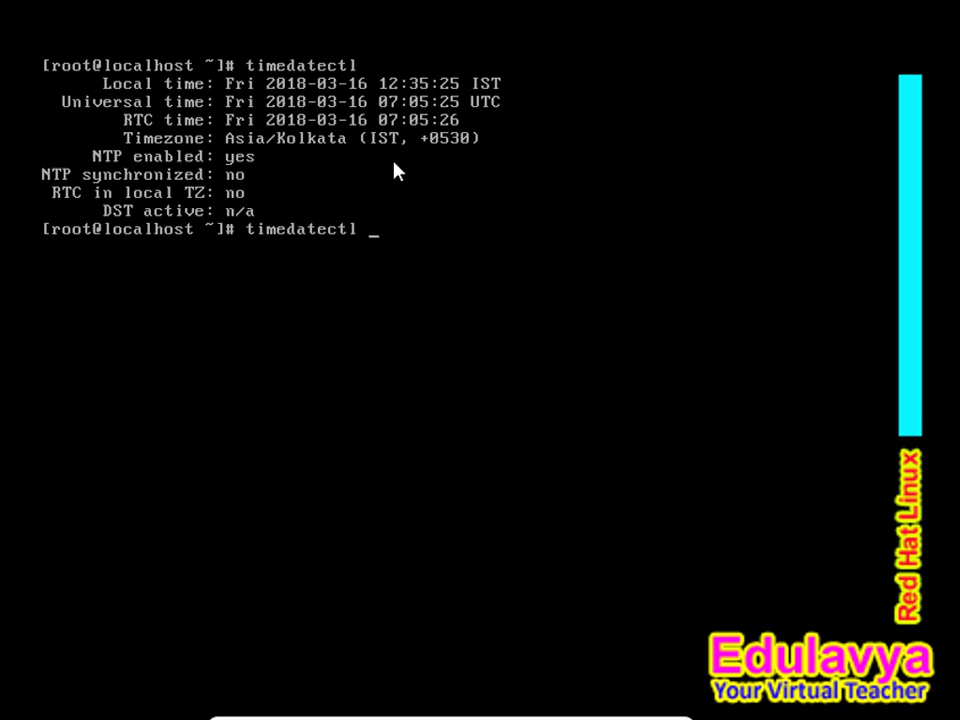 [root@localhost ~]# timedatectl
Local time: Fri 2018-03-16 12:35:25 IST
Universal time: Fri 2018-03-16 07:05:25 UTC
RTC time: Fri 2018-03-16 07:05:26
Timezone: Asia/Kolkata (IST, +0530)
NTP enabled: yes
NTP synchronized: no
RTC in local TZ: no
DST active: n/a
[root@localhost ~]# timedatectl _
Red Hat Linux
Edulavya
Your Virtual Teacher